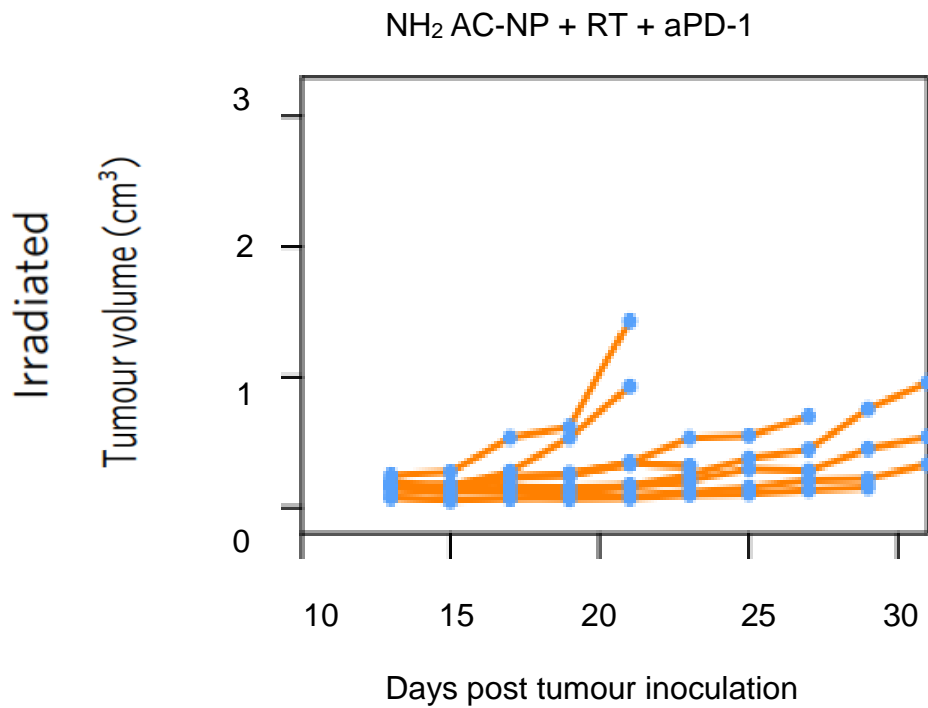 NH₂ AC-NP + RT + aPD-1
Irradiated
Tumour volume (cm³)
3
2
1
0
10 15 20 25 30
Days post tumour inoculation